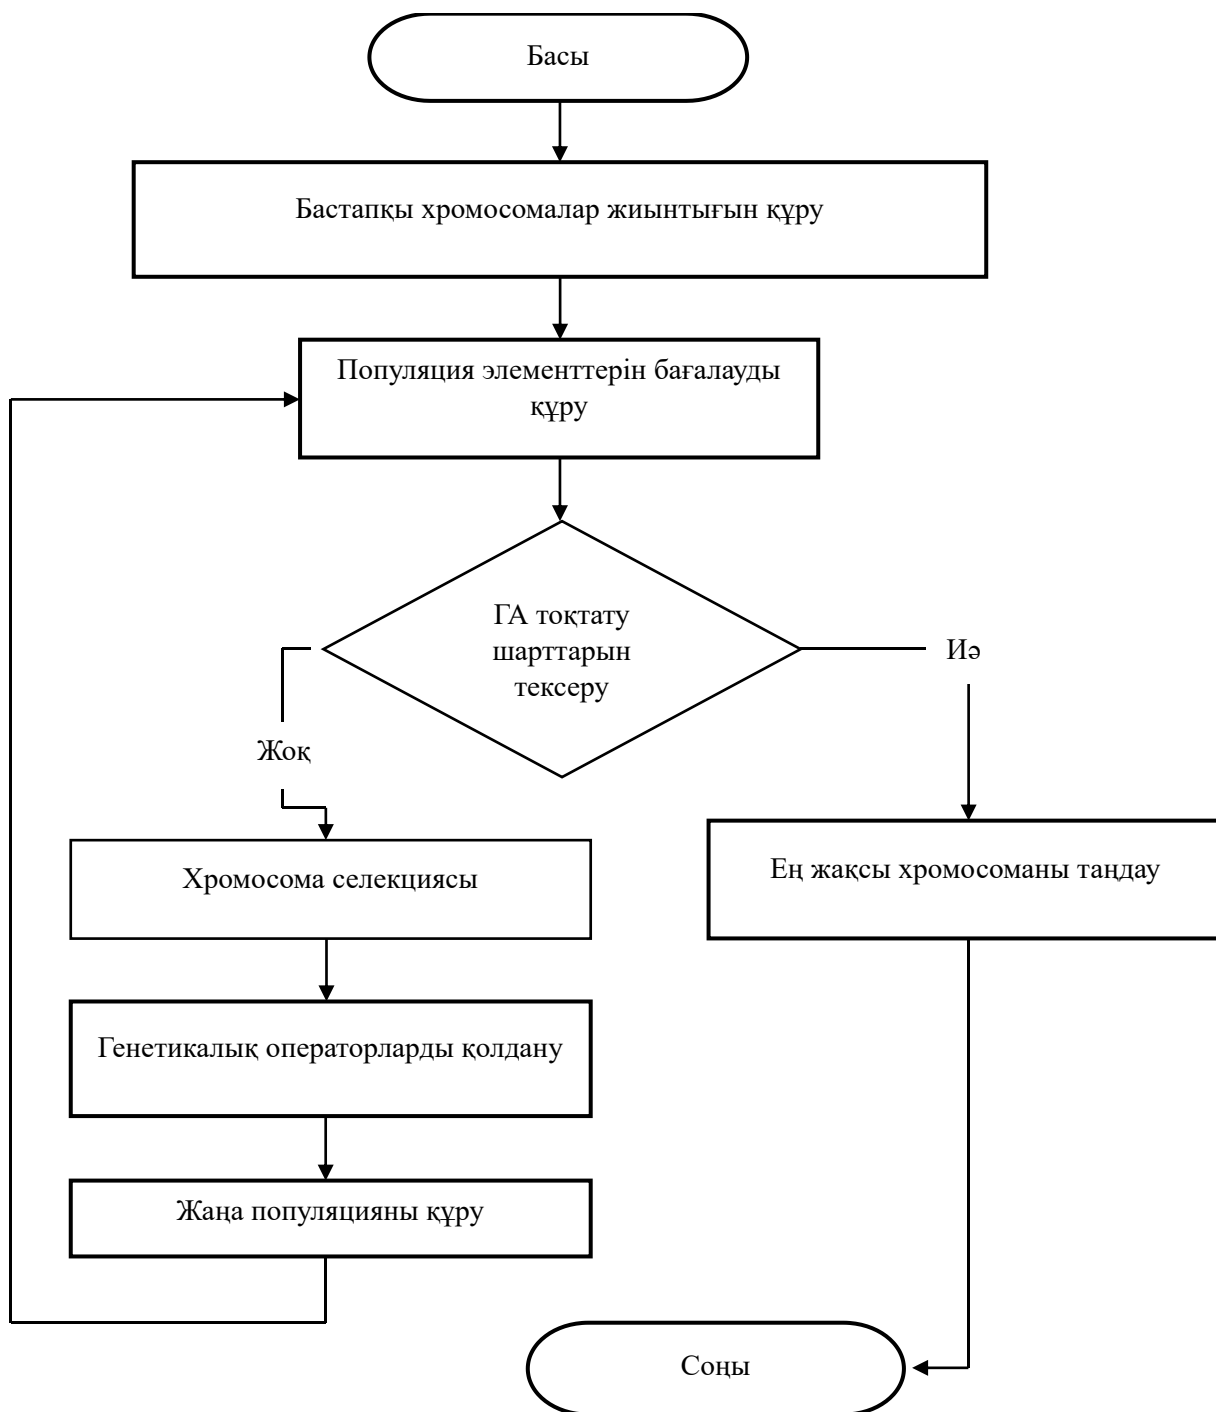 Басы
Бастапқы хромосомалар жиынтығын құру
Популяция элементтерін бағалауды
құру
ГА тоқтату
шарттарын
тексеру
Иә
Жоқ
Хромосома селекциясы
Ең жақсы хромосоманы таңдау
Генетикалық операторларды қолдану
Жаңа популяцияны құру
Соңы